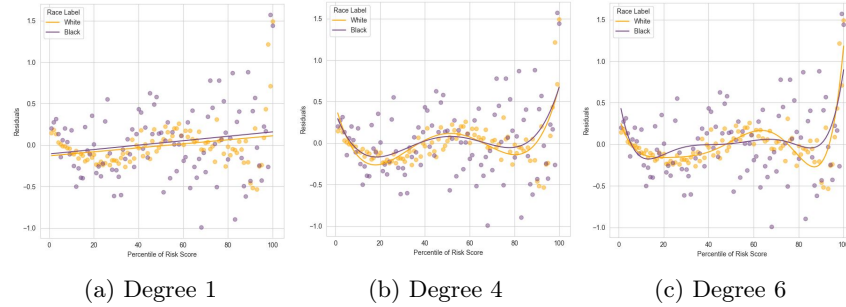 Race Label
White
Black
Residuals
1.5
1.0
0.5
0.0
-0.5
-1.0
0 20 40 60 80 100
Percentile of Risk Score
(a) Degree 1
Race Label
White
Black
Residuals
1.5
1.0
0.5
0.0
-0.5
-1.0
0 20 40 60 80 100
Percentile of Risk Score
(b) Degree 4
Race Label
White
Black
Residuals
1.5
1.0
0.5
0.0
-0.5
-1.0
0 20 40 60 80 100
Percentile of Risk Score
(c) Degree 6